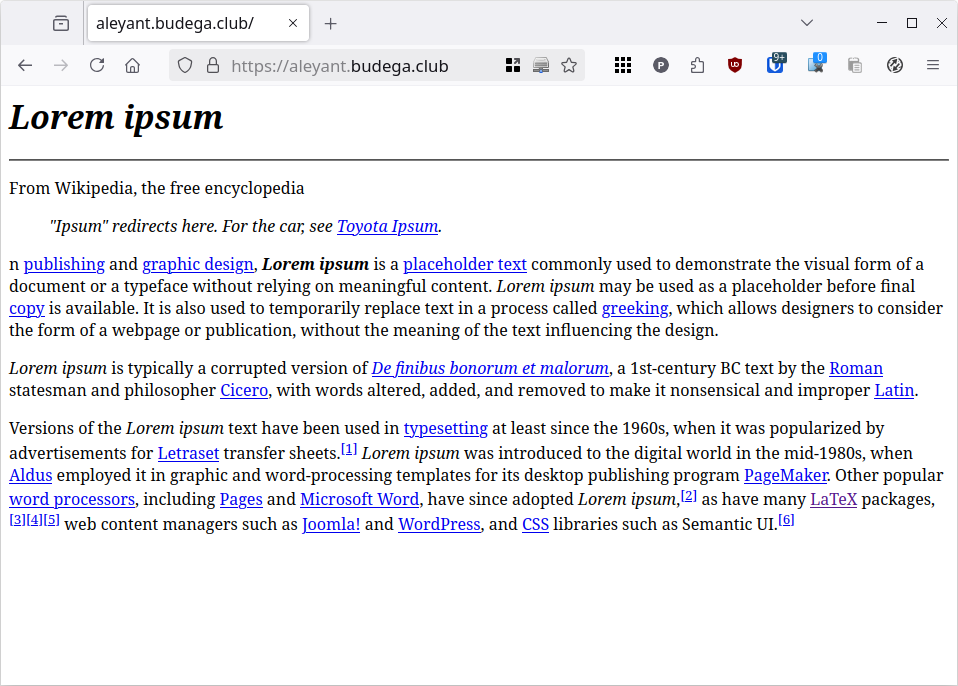 aleyant.budega.club/
https://aleyant.budega.club
P
UD
9+
0
Lorem ipsum
From Wikipedia, the free encyclopedia
"Ipsum" redirects here. For the car, see Toyota Ipsum.
n publishing and graphic design, Lorem ipsum is a placeholder text commonly used to demonstrate the visual form of a
document or a typeface without relying on meaningful content. Lorem ipsum may be used as a placeholder before final
copy is available. It is also used to temporarily replace text in a process called greeking, which allows designers to consider
the form of a webpage or publication, without the meaning of the text influencing the design.
Lorem ipsum is typically a corrupted version of De finibus bonorum et malorum, a 1st-century BC text by the Roman
statesman and philosopher Cicero, with words altered, added, and removed to make it nonsensical and improper Latin.
Versions of the Lorem ipsum text have been used in typesetting at least since the 1960s, when it was popularized by
advertisements for Letraset transfer sheets.[1] Lorem ipsum was introduced to the digital world in the mid-1980s, when
Aldus employed it in graphic and word-processing templates for its desktop publishing program PageMaker. Other popular
word processors, including Pages and Microsoft Word, have since adopted Lorem ipsum,[2] as have many LaTeX packages,
[3][4][5] web content managers such as Joomla! and WordPress, and CSS libraries such as Semantic UI.[6]